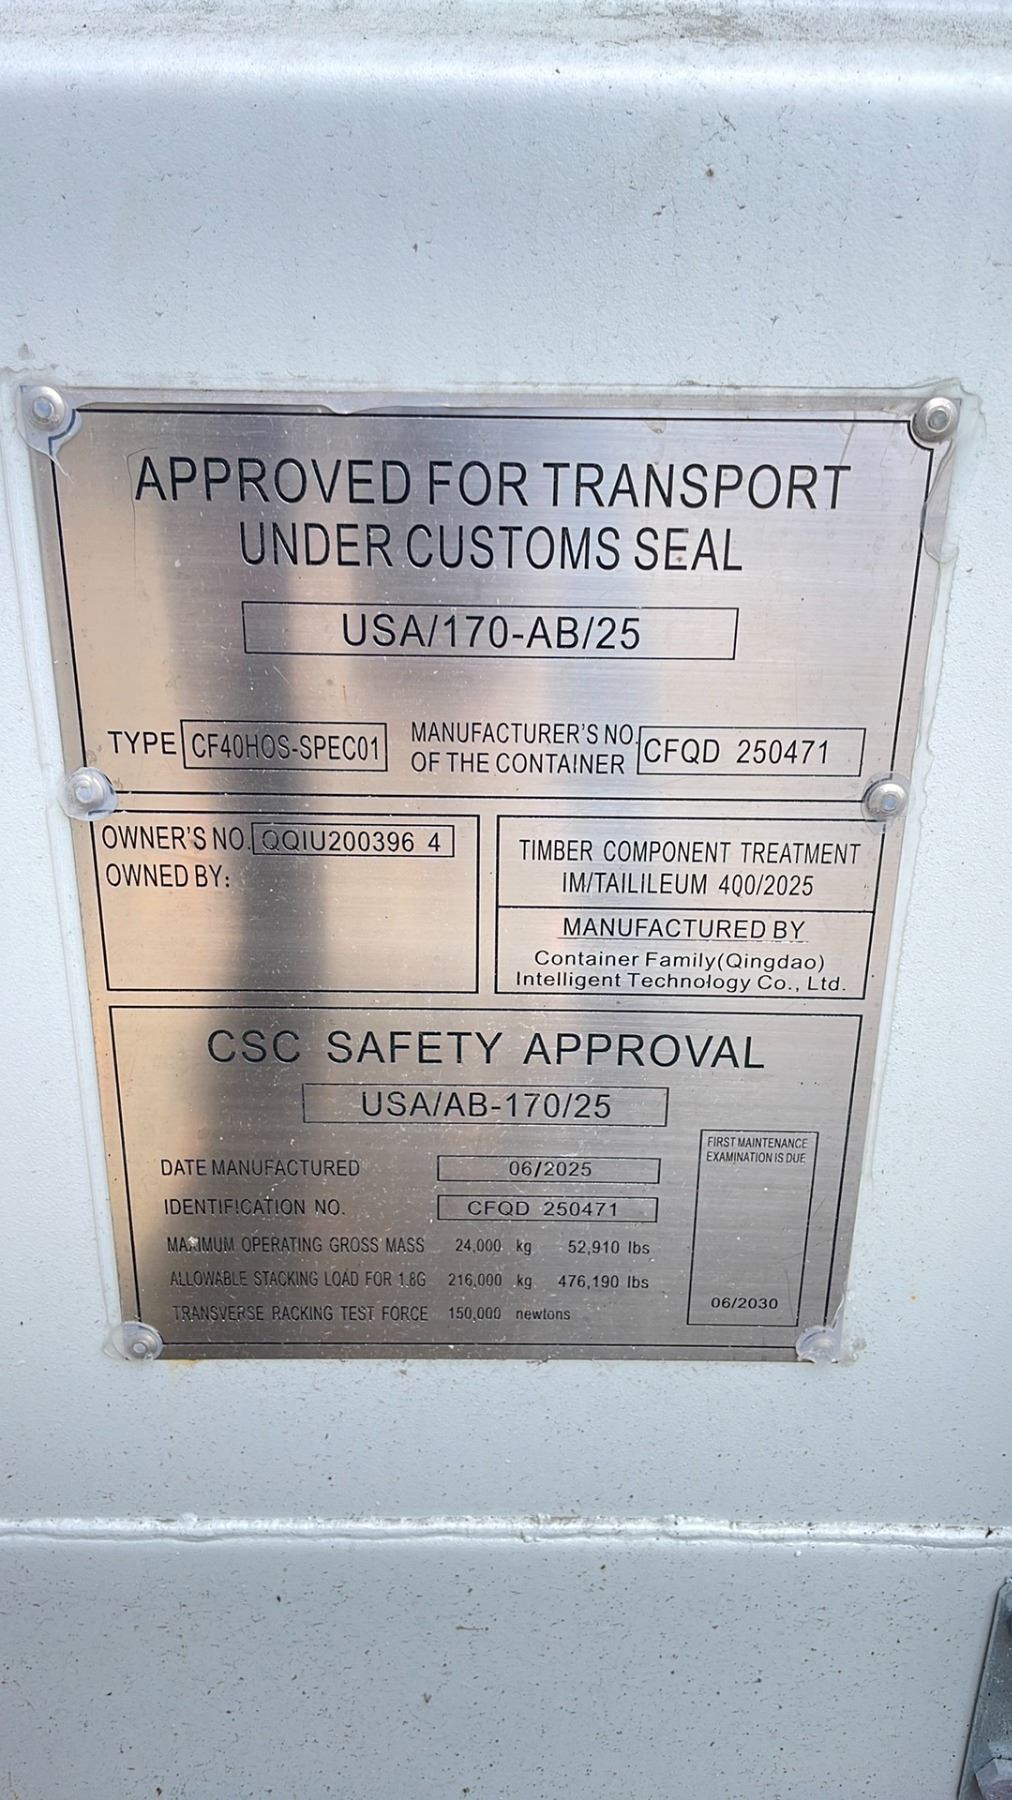 APPROVED FOR TRANSPORT
UNDER CUSTOMS SEAL
USA/170-AB/25
TYPE CF40HOS-SPEC01
MANUFACTURER'S NO.
OF THE CONTAINER
CFQD 250471
OWNER'S NO. QQIU200396 4
OWNED BY:
TIMBER COMPONENT TREATMENT
IM/TAILILEUM 4Q0/2025
MANUFACTURED BY
Container Family(Qingdao)
Intelligent Technology Co., Ltd.
CSC SAFETY APPROVAL
USA/AB-170/25
DATE MANUFACTURED 06/2025
IDENTIFICATION NO. CFQD 250471
MAXIMUM OPERATING GROSS MASS 24,000 kg 52,910 lbs
ALLOWABLE STACKING LOAD FOR 1.8G 216,000 kg 476,190 lbs
TRANSVERSE RACKING TEST FORCE 150,000 newtons
FIRST MAINTENANCE
EXAMINATION IS DUE
06/2030